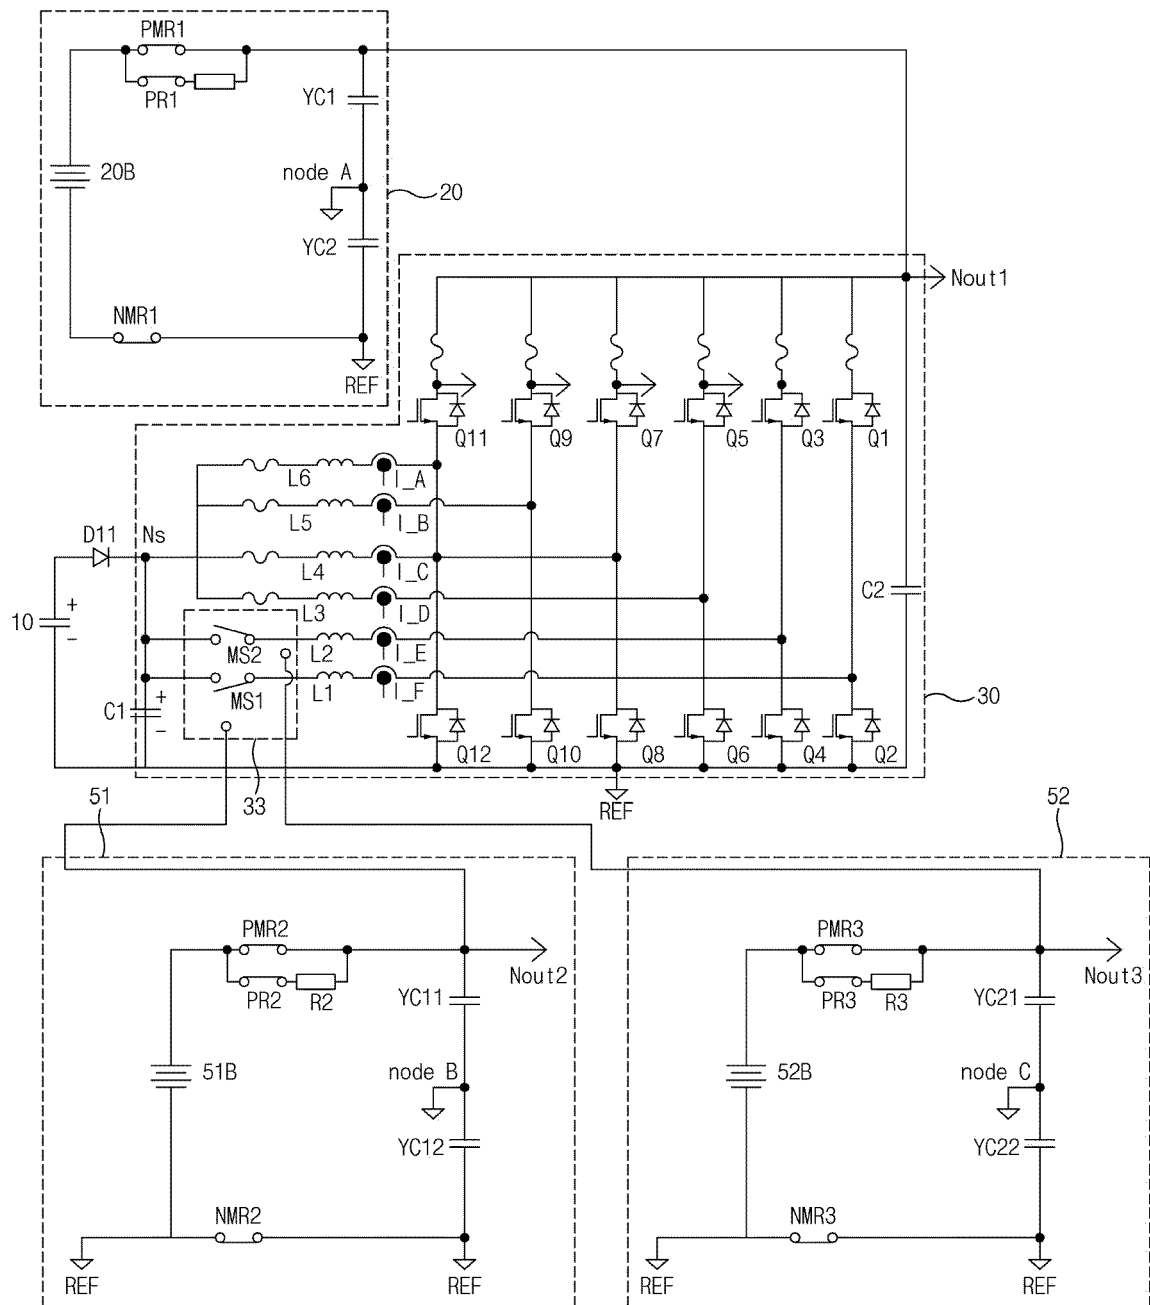 PMR1
PR1
YC1
20B
node A
20
YC2
NMR1
REF
Nout1
Q11
Q9
Q7
Q5
Q3
Q1
L6
I_A
L5
I_B
D11
Ns
L4
I_C
10
+
−
L3
I_D
C2
MS2
L2
I_E
MS1
L1
I_F
C1
+
−
30
Q12
Q10
Q8
Q6
Q4
Q2
33
REF
51
52
PMR2
Nout2
PR2
R2
YC11
51B
node B
YC12
NMR2
REF
REF
PMR3
Nout3
PR3
R3
YC21
52B
node C
YC22
NMR3
REF
REF